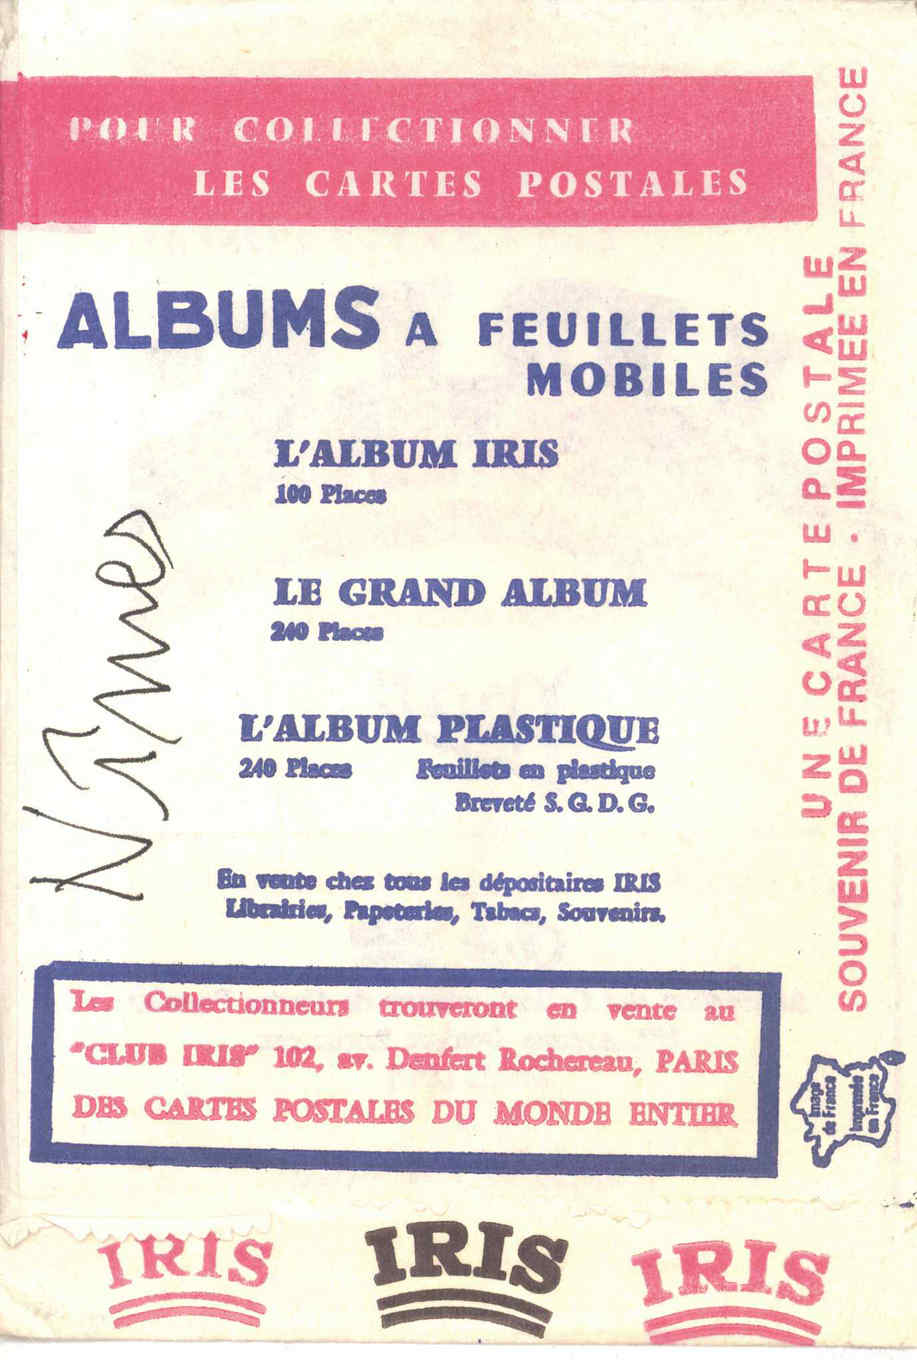 POUR COLLECTIONNER
LES CARTES POSTALES
ALBUMS A FEUILLETS
MOBILES
L'ALBUM IRIS
100 Places
LE GRAND ALBUM
240 Places
L'ALBUM PLASTIQUE
240 Places Feuillets en plastique
Breveté S. G. D. G.
En vente chez tous les dépositaires IRIS
Librairies, Papeteries, Tabacs, Souvenirs.
Nîmes
UNE CARTE POSTALE
SOUVENIR DE FRANCE . IMPRIMEE EN FRANCE
Les Collectionneurs trouveront en vente au
"CLUB IRIS" 102, av. Denfert Rochereau, PARIS
DES CARTES POSTALES DU MONDE ENTIER
Image
de France
Imprimée
en France
IRIS IRIS IRIS